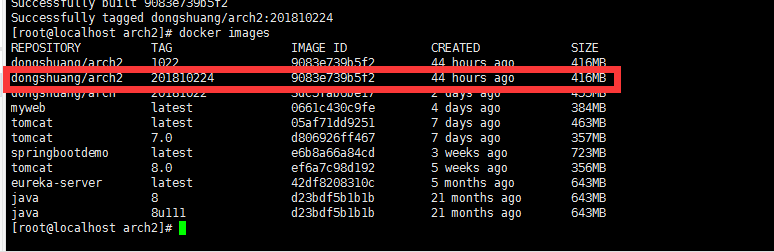 Successfully built 9083e739b5f2
Successfully tagged dongshuang/arch2:201810224
[root@localhost arch2]# docker images
REPOSITORY TAG IMAGE ID CREATED SIZE
dongshuang/arch2 1022 9083e739b5f2 44 hours ago 416MB
dongshuang/arch2 201810224 9083e739b5f2 44 hours ago 416MB
dongshuang/arch 20181022 2 days ago
myweb latest 0661c430c9fe 4 days ago 384MB
tomcat latest 05af71dd9251 7 days ago 463MB
tomcat 7.0 d806926ff467 7 days ago 357MB
springbootdemo latest e6b8a66a84cd 3 weeks ago 723MB
tomcat 8.0 ef6a7c98d192 5 weeks ago 356MB
eureka-server latest 42df8208310c 5 months ago 643MB
java 8 d23bdf5b1b1b 21 months ago 643MB
java 8u111 d23bdf5b1b1b 21 months ago 643MB
[root@localhost arch2]#